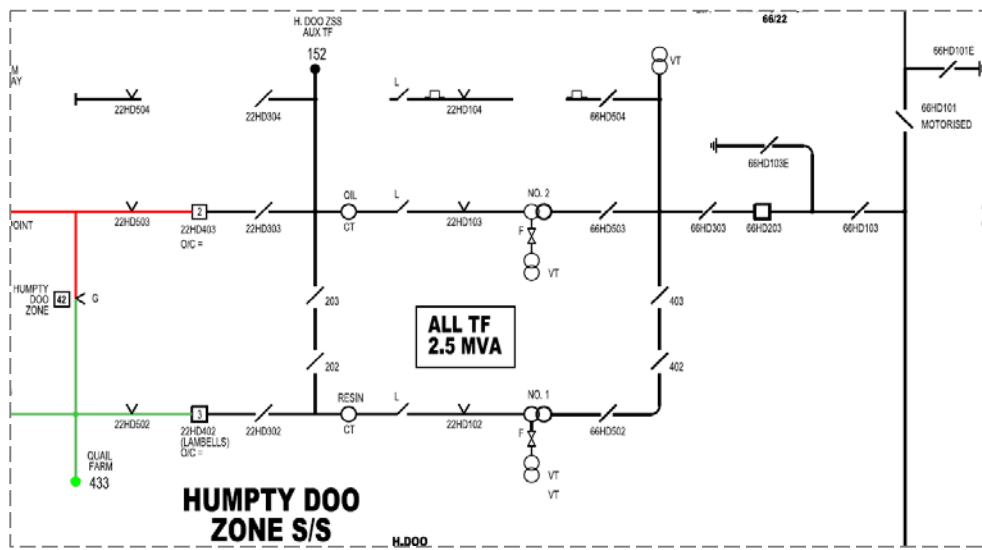 66/22
H. DOO ZSS
AUX TF
152
66HD101E
VT
M
AY
L
22HD504
22HD304
22HD104
66HD504
66HD101
MOTORISED
66HD103E
OIL
NO. 2
L
OINT
22HD503
2
22HD403
O/C =
22HD303
CT
22HD103
F
VT
66HD503
66HD303
66HD203
66HD103
HUMPTY
DOO
ZONE
42
G
203
403
ALL TF
2.5 MVA
202
402
RESIN
L
NO. 1
22HD502
3
22HD402
(LAMBELLS)
O/C =
22HD302
CT
22HD102
F
66HD502
VT
VT
QUAIL
FARM
433
HUMPTY DOO
ZONE S/S
H.DOO